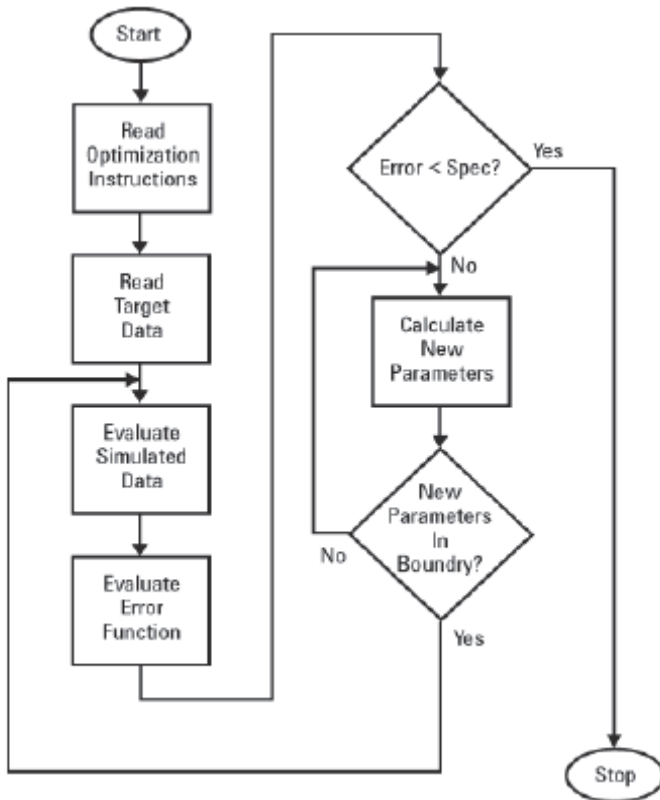 Start
Read
Optimization
Instructions
Read
Target
Data
Evaluate
Simulated
Data
Evaluate
Error
Function
Error < Spec?
Yes
No
Calculate
New
Parameters
New
Parameters
In
Boundry?
No
Yes
Stop